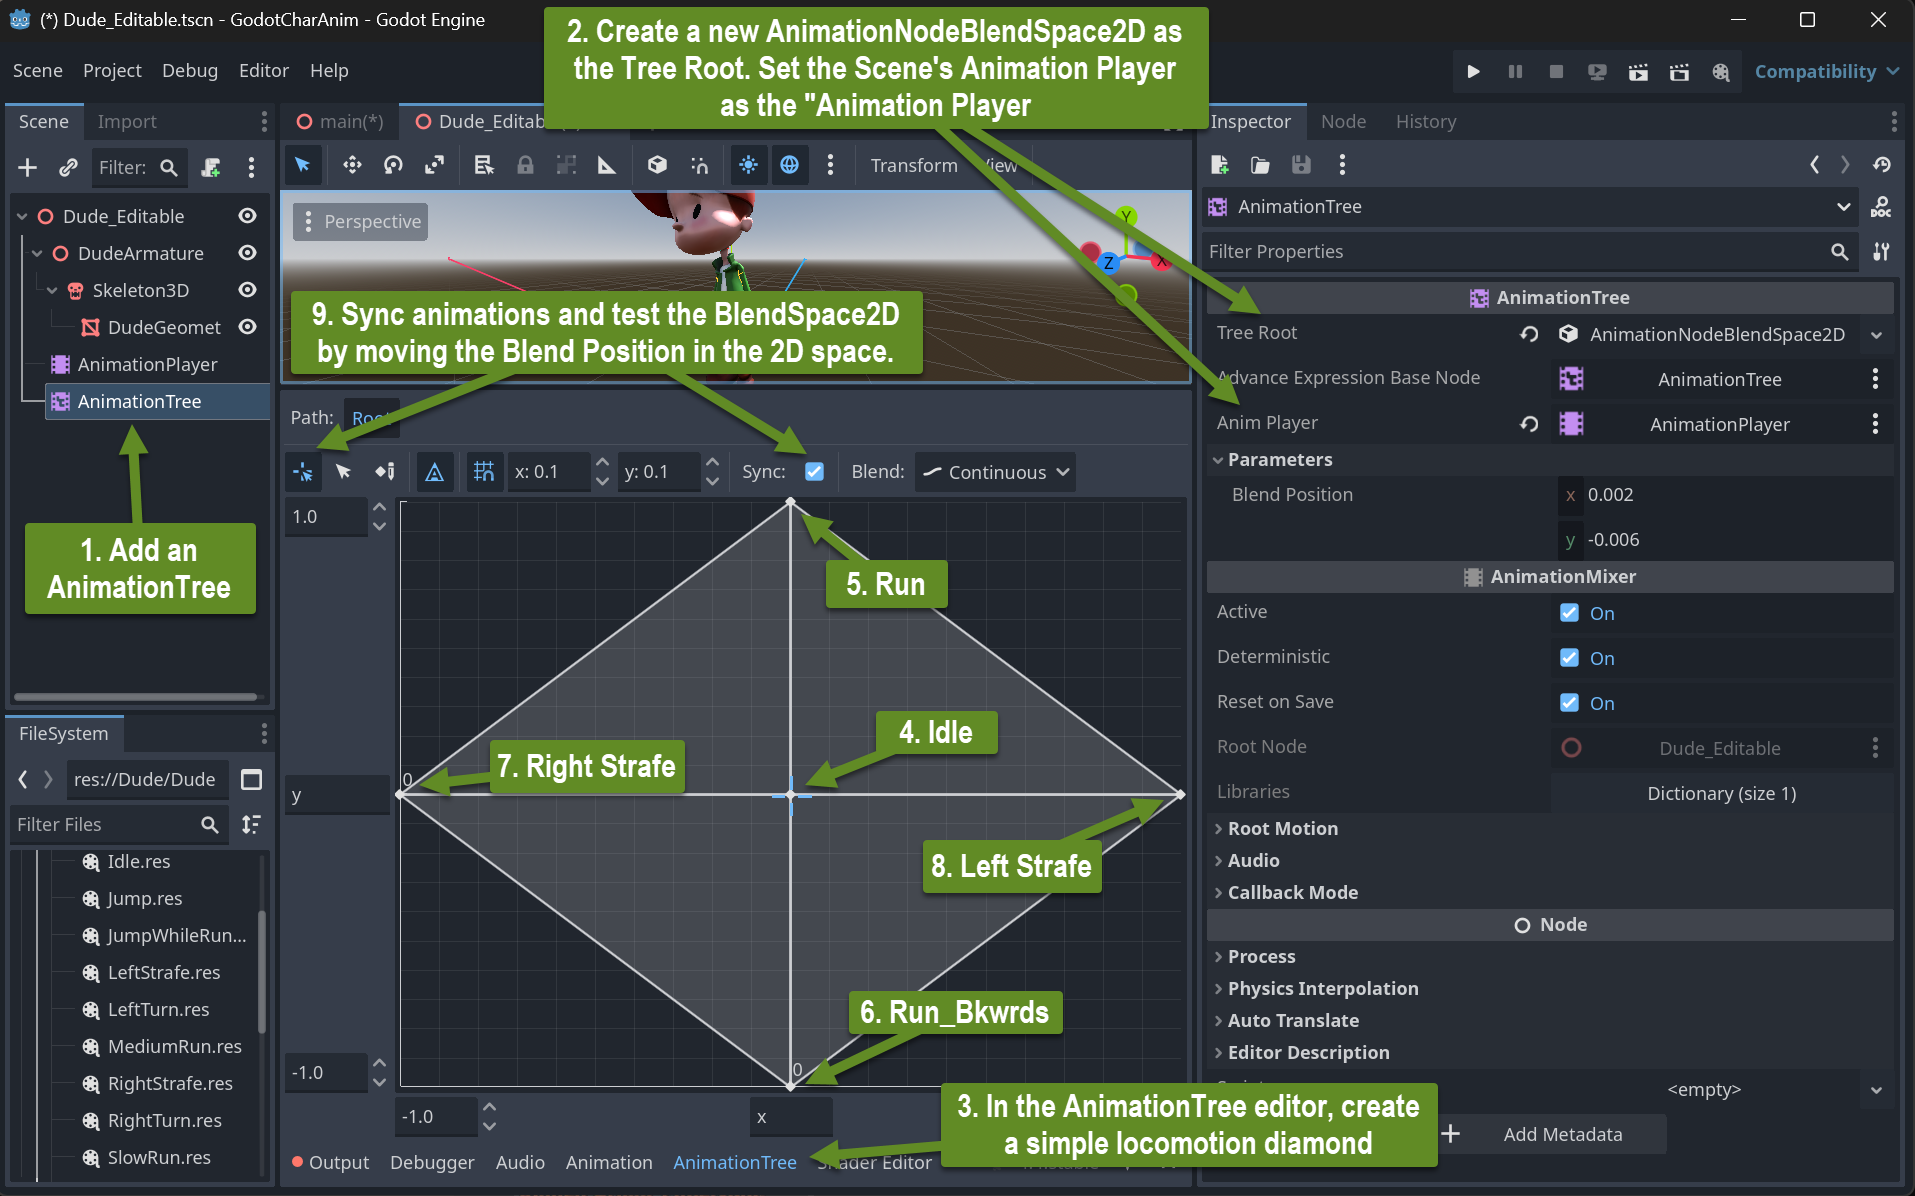 (*) Dude_Editable.tscn - GodotCharAnim - Godot Engine
Scene Project Debug Editor Help
Compatibility
2. Create a new AnimationNodeBlendSpace2D as
the Tree Root. Set the Scene's Animation Player
as the "Animation Player
Scene Import
main(*) Dude_Editab
Inspector Node History
Filter:
Transform View
Dude_Editable
DudeArmature
Skeleton3D
DudeGeomet
AnimationPlayer
AnimationTree
1. Add an
AnimationTree
Perspective
Y
Z
X
9. Sync animations and test the BlendSpace2D
by moving the Blend Position in the 2D space.
Path: Root
x: 0.1 y: 0.1 Sync: Blend: Continuous
1.0
5. Run
4. Idle
7. Right Strafe
0
y
8. Left Strafe
6. Run_Bkwrds
-1.0
0
-1.0 x
3. In the AnimationTree editor, create
a simple locomotion diamond
Output Debugger Audio Animation AnimationTree Shader Editor
FileSystem
res://Dude/Dude
Filter Files
Idle.res
Jump.res
JumpWhileRun...
LeftStrafe.res
LeftTurn.res
MediumRun.res
RightStrafe.res
RightTurn.res
SlowRun.res
AnimationTree
DOC
Filter Properties
AnimationTree
Tree Root AnimationNodeBlendSpace2D
Advance Expression Base Node AnimationTree
Anim Player AnimationPlayer
Parameters
Blend Position x 0.002
y -0.006
AnimationMixer
Active On
Deterministic On
Reset on Save On
Root Node Dude_Editable
Libraries Dictionary (size 1)
Root Motion
Audio
Callback Mode
Node
Process
Physics Interpolation
Auto Translate
Editor Description
<empty>
Add Metadata